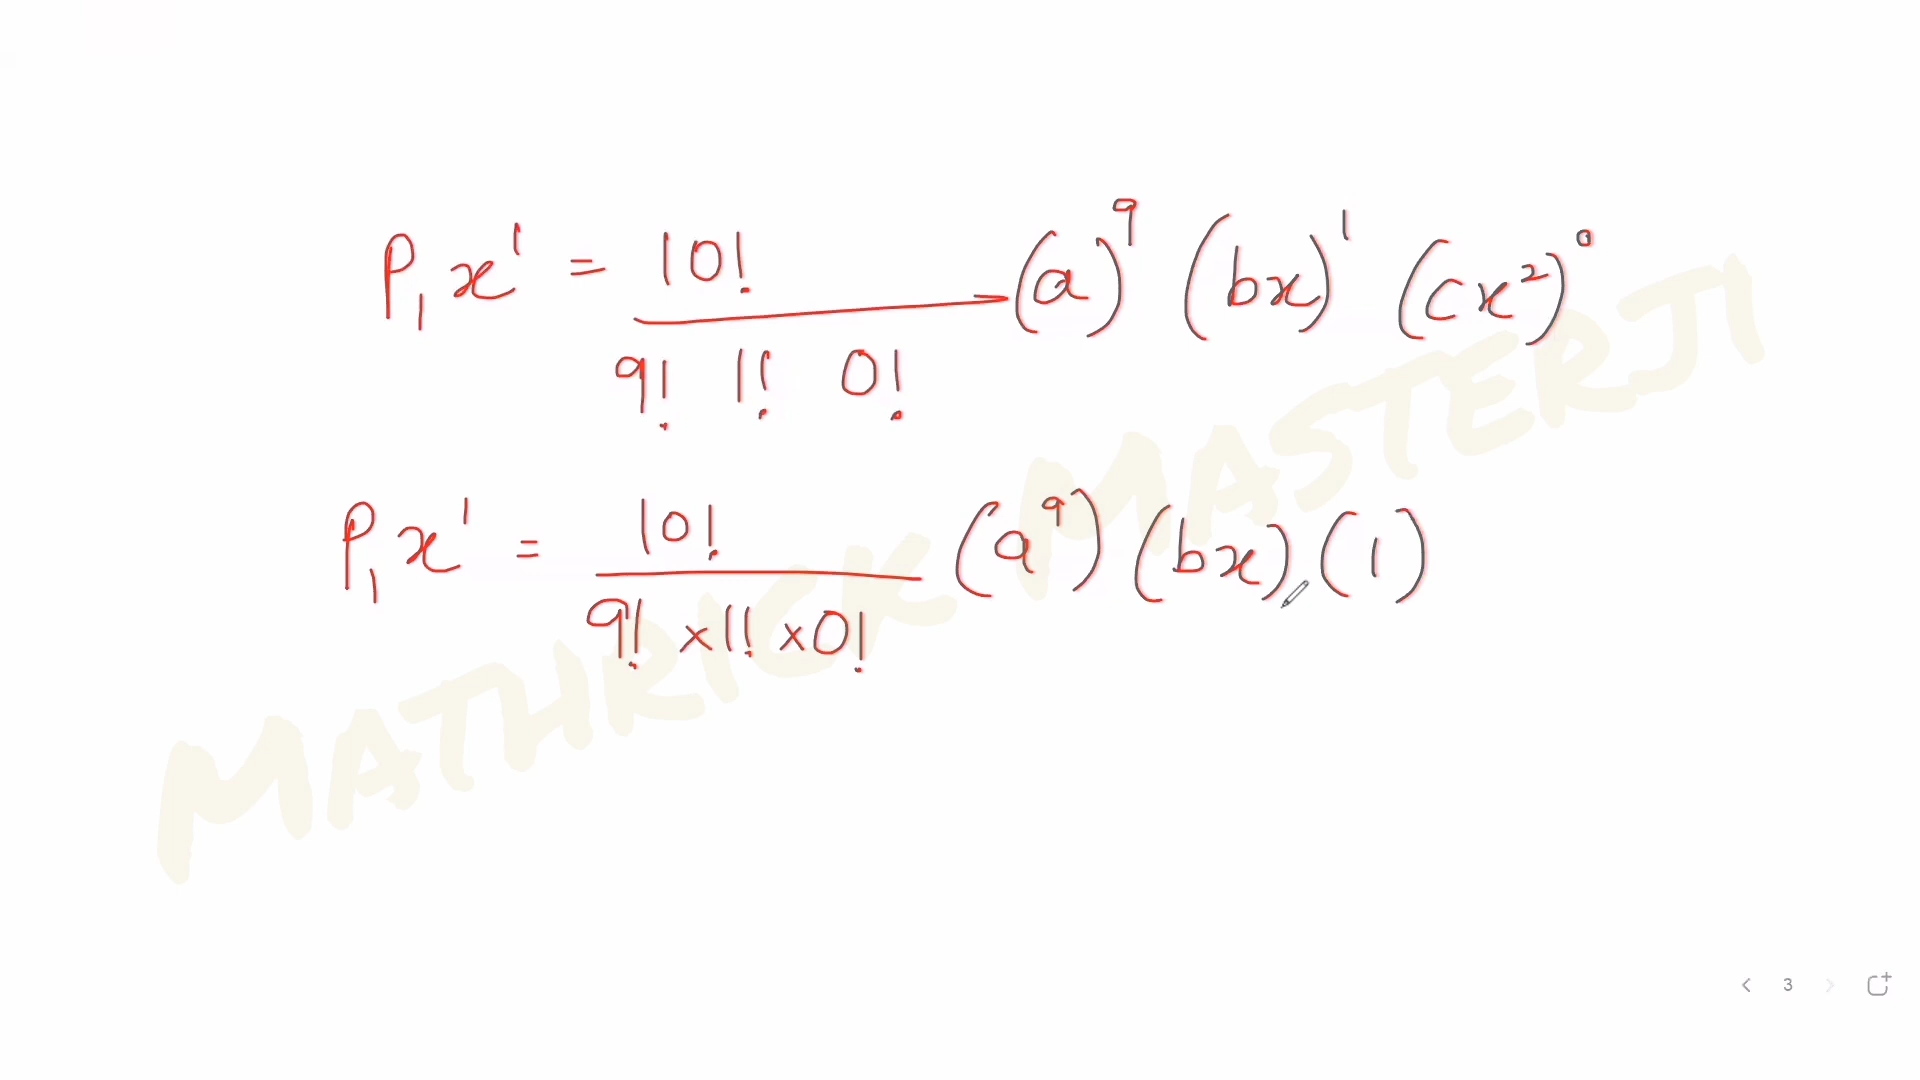 P₁x¹ = 10! / 9! 1! 0! (a)⁹ (bx)¹ (cx²)⁰
P₁x¹ = 10! / 9! × 1! × 0! (a⁹) (bx) (1)
MATHRICK MASTERJI
3